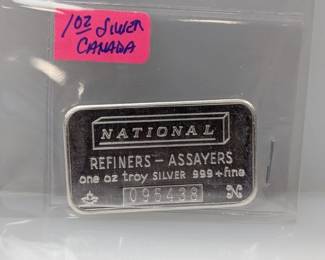 1oz Silver
CANADA
NATIONAL
REFINERS - ASSAYERS
one oz troy SILVER 999+fine
095438
N